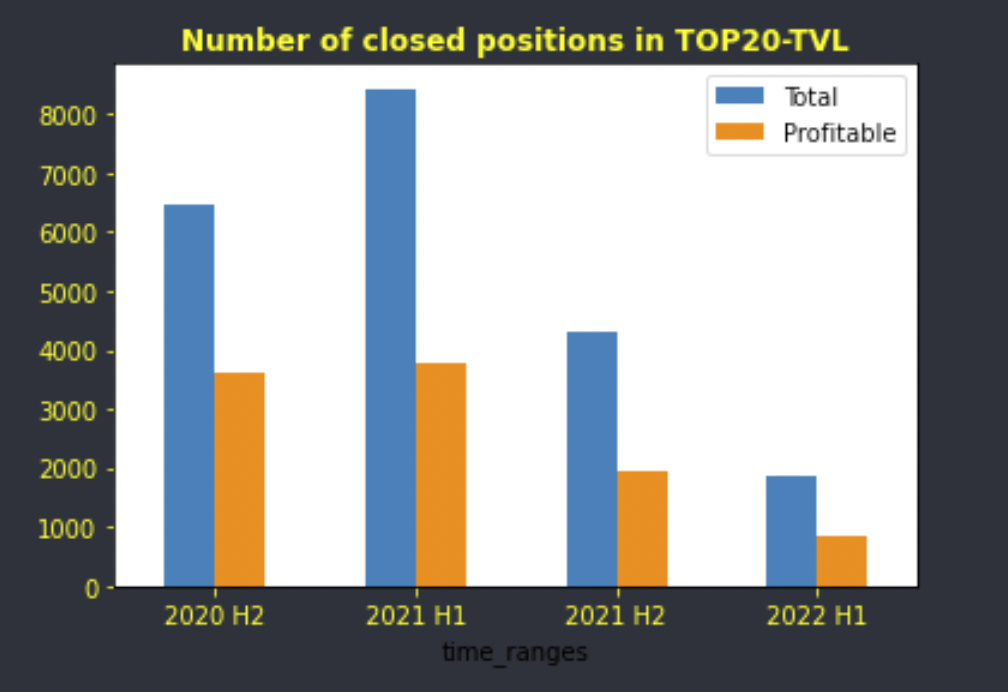 Number of closed positions in TOP20-TVL
Total
Profitable
8000
7000
6000
5000
4000
3000
2000
1000
0
2020 H2 2021 H1 2021 H2 2022 H1
time_ranges